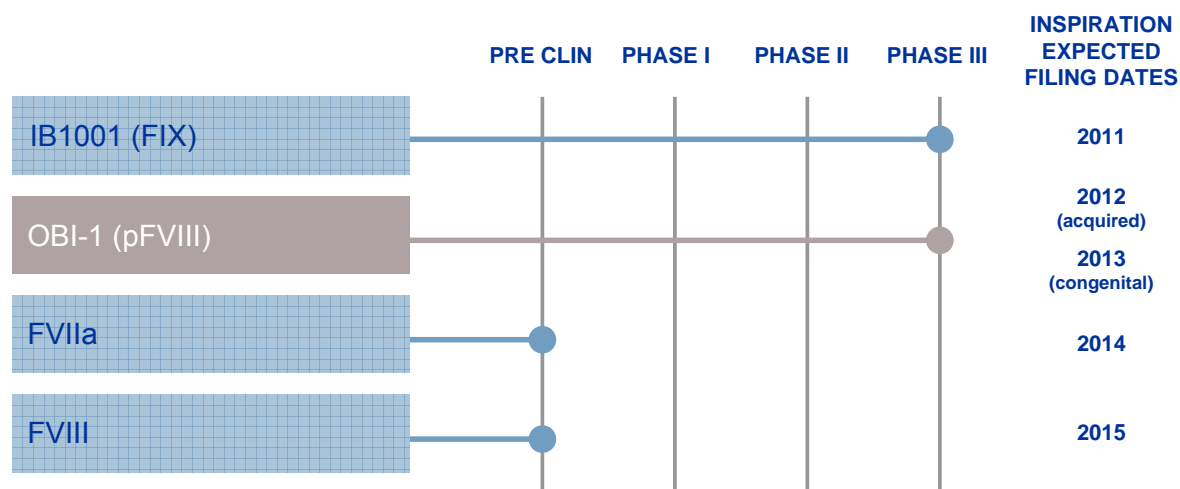 INSPIRATION
EXPECTED
FILING DATES
PRE CLIN PHASE I PHASE II PHASE III
IB1001 (FIX)
2011
OBI-1 (pFVIII)
2012
(acquired)
2013
(congenital)
FVIIa
2014
FVIII
2015